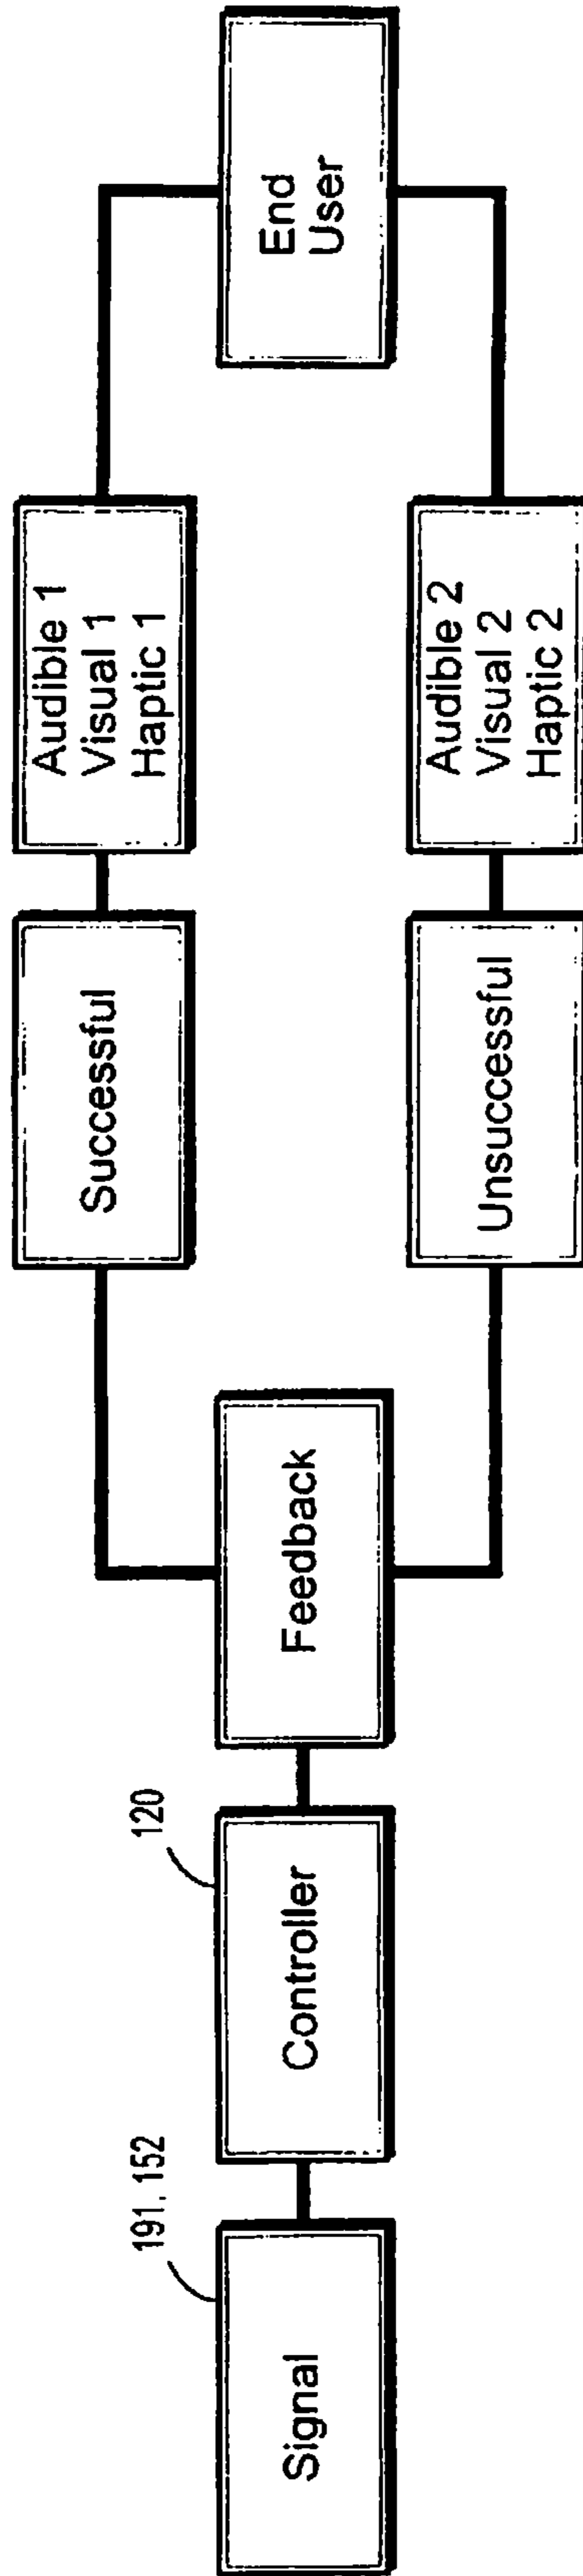 191, 152
Signal
120
Controller
Feedback
Successful
Audible 1
Visual 1
Haptic 1
Unsuccessful
Audible 2
Visual 2
Haptic 2
End
User